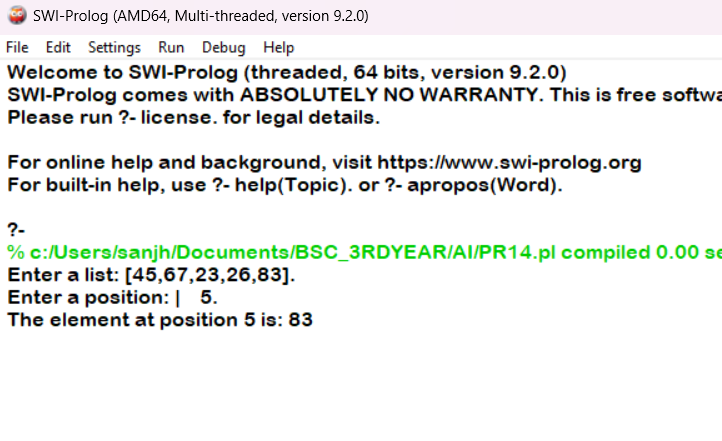 SWI-Prolog (AMD64, Multi-threaded, version 9.2.0)
File Edit Settings Run Debug Help
Welcome to SWI-Prolog (threaded, 64 bits, version 9.2.0)
SWI-Prolog comes with ABSOLUTELY NO WARRANTY. This is free softwa
Please run ?- license. for legal details.
For online help and background, visit https://www.swi-prolog.org
For built-in help, use ?- help(Topic). or ?- apropos(Word).
?-
% c:/Users/sanjh/Documents/BSC_3RDYEAR/AI/PR14.pl compiled 0.00 se
Enter a list: [45,67,23,26,83].
Enter a position: | 5.
The element at position 5 is: 83